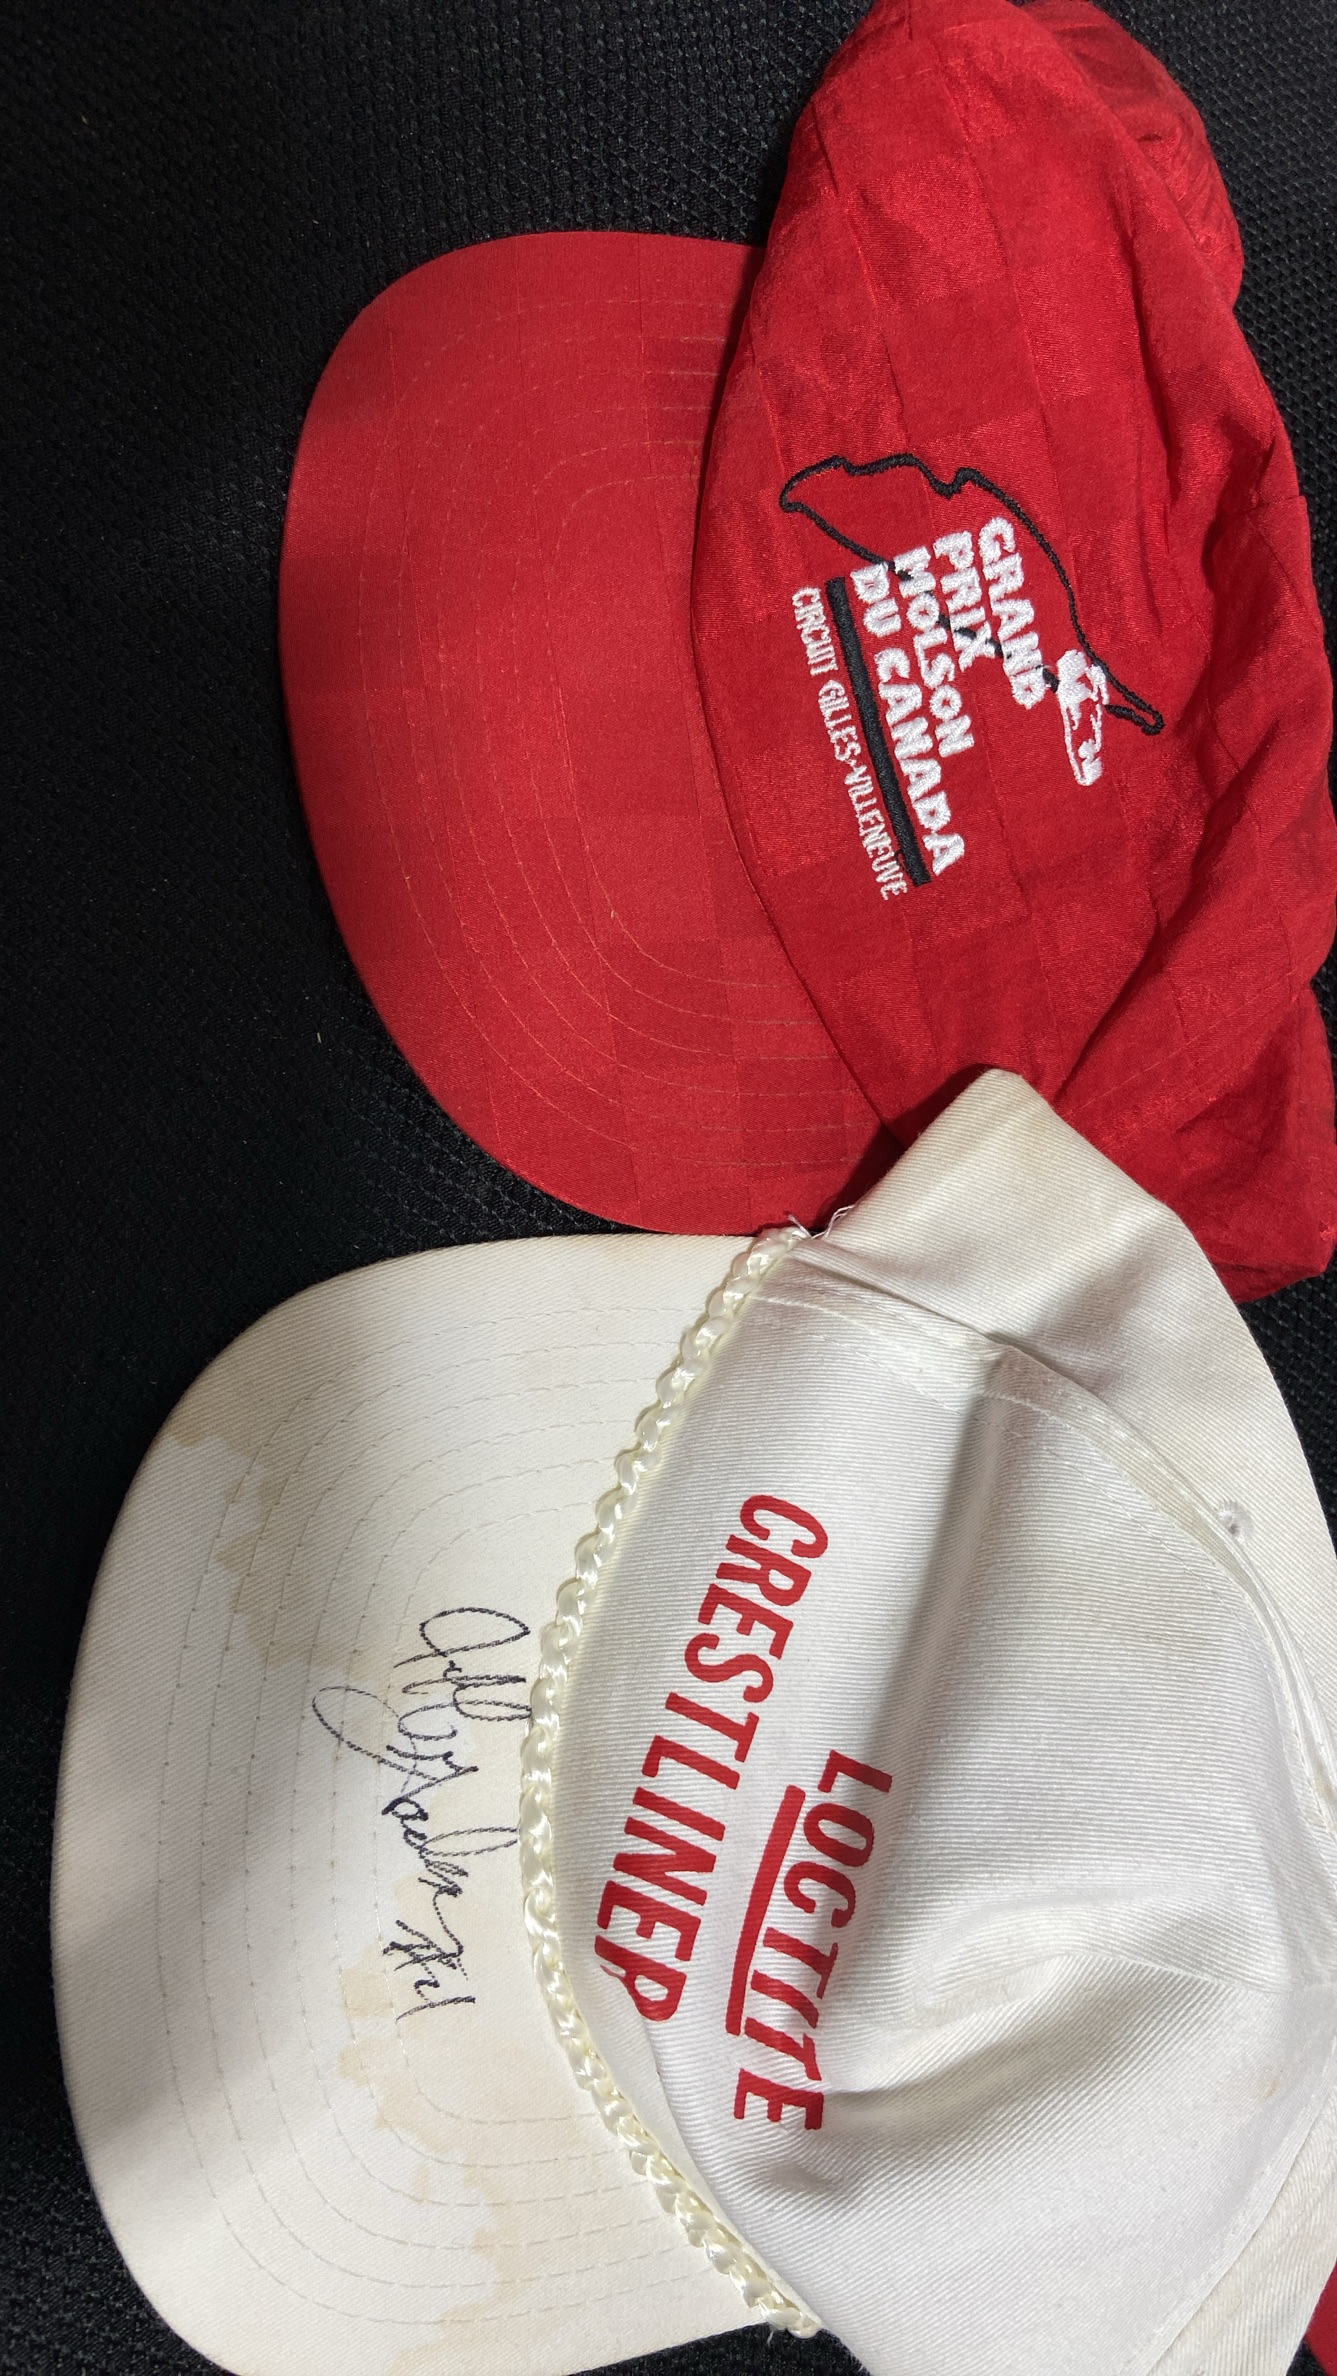 GRAND
PRIX
MOLSON
DU CANADA
CIRCUIT GILLES-VILLENEUVE
LOCTITE
CRESTLINER